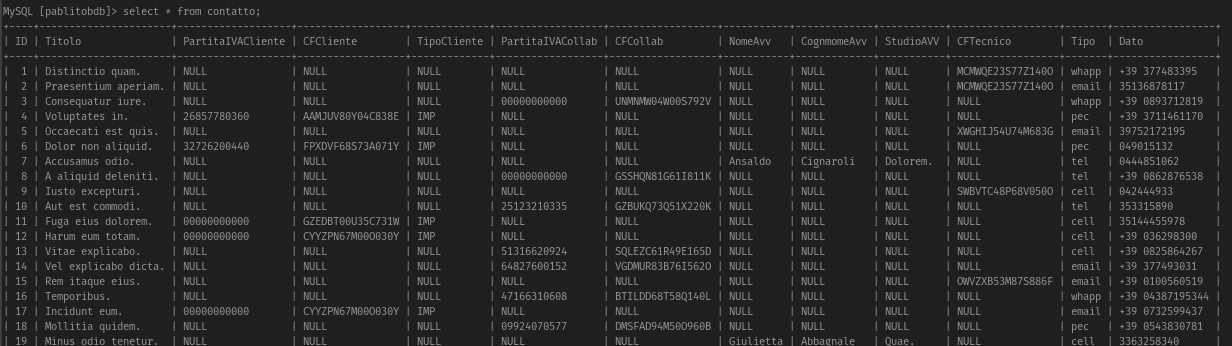 MySQL [pablitobdb]> select * from contatto;
+----+---------------------+-------------------+------------------+-------------+------------------+------------------+-----------+------------+-----------+------------------+-------+----------------+
| ID | Titolo | PartitaIVACliente | CFCliente | TipoCliente | PartitaIVACollab | CFCollab | NomeAvv | CognmomeAvv | StudioAVV | CFTecnico | Tipo | Dato |
+----+---------------------+-------------------+------------------+-------------+------------------+------------------+-----------+------------+-----------+------------------+-------+----------------+
| 1 | Distinctio quam. | NULL | NULL | NULL | NULL | NULL | NULL | NULL | NULL | MCMWQE23S77Z140O | whapp | +39 377483395 |
| 2 | Praesentium aperiam. | NULL | NULL | NULL | NULL | NULL | NULL | NULL | NULL | MCMWQE23S77Z140O | email | 35136878117 |
| 3 | Consequatur iure. | NULL | NULL | NULL | 00000000000 | UNMNMW04W00S792V | NULL | NULL | NULL | NULL | whapp | +39 0893712819 |
| 4 | Voluptates in. | 26857780360 | AAMJUV80Y04C838E | IMP | NULL | NULL | NULL | NULL | NULL | NULL | pec | +39 3711461170 |
| 5 | Occaecati est quis. | NULL | NULL | NULL | NULL | NULL | NULL | NULL | NULL | XWGHIJ54U74M683G | email | 39752172195 |
| 6 | Dolor non aliquid. | 32726200440 | FPXDVF68S73A071Y | IMP | NULL | NULL | NULL | NULL | NULL | NULL | pec | 049015132 |
| 7 | Accusamus odio. | NULL | NULL | NULL | NULL | NULL | Ansaldo | Cignaroli | Dolorem. | NULL | tel | 0444851062 |
| 8 | A aliquid deleniti. | NULL | NULL | NULL | 00000000000 | GSSHQN81G61I811K | NULL | NULL | NULL | NULL | tel | +39 0862876538 |
| 9 | Iusto excepturi. | NULL | NULL | NULL | NULL | NULL | NULL | NULL | NULL | SWBVTC48P68V050O | cell | 042444933 |
| 10 | Aut est commodi. | NULL | NULL | NULL | 25123210335 | GZBUKQ73Q51X220K | NULL | NULL | NULL | NULL | tel | 353315890 |
| 11 | Fuga eius dolorem. | 00000000000 | GZEDBT00U35C731W | IMP | NULL | NULL | NULL | NULL | NULL | NULL | cell | 35144455978 |
| 12 | Harum eum totam. | 00000000000 | CYYZPN67M00O030Y | IMP | NULL | NULL | NULL | NULL | NULL | NULL | cell | +39 036298300 |
| 13 | Vitae explicabo. | NULL | NULL | NULL | 51316620924 | SQLEZC61R49E165D | NULL | NULL | NULL | NULL | cell | +39 0825864267 |
| 14 | Vel explicabo dicta. | NULL | NULL | NULL | 64827600152 | VGDMUR83B76I562O | NULL | NULL | NULL | NULL | email | +39 377493031 |
| 15 | Rem itaque eius. | NULL | NULL | NULL | NULL | NULL | NULL | NULL | NULL | OWVZXB53M87S886F | email | +39 0100560519 |
| 16 | Temporibus. | NULL | NULL | NULL | 47166310608 | BTILDD68T58Q140L | NULL | NULL | NULL | NULL | whapp | +39 04387195344 |
| 17 | Incidunt eum. | 00000000000 | CYYZPN67M00O030Y | IMP | NULL | NULL | NULL | NULL | NULL | NULL | email | +39 0732599437 |
| 18 | Mollitia quidem. | NULL | NULL | NULL | 09924070577 | DMSFAD94M50O960B | NULL | NULL | NULL | NULL | pec | +39 0543830781 |
| 19 | Minus odio tenetur. | NULL | NULL | NULL | NULL | NULL | Giulietta | Abbagnale | Quae. | NULL | cell | 3363258340 |